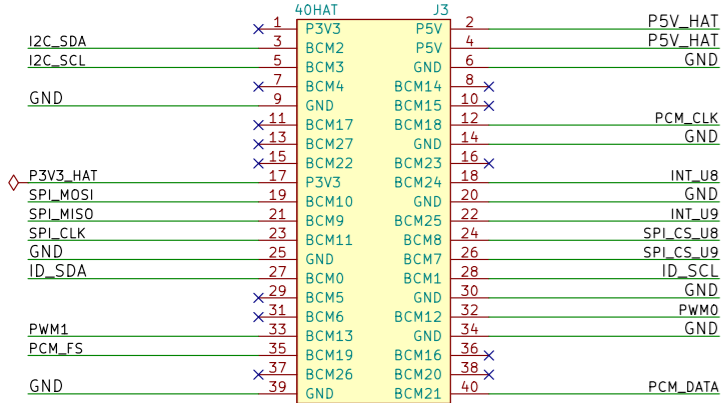 40HAT J3
1 P3V3 P5V 2 P5V_HAT
I2C_SDA 3 BCM2 P5V 4 P5V_HAT
I2C_SCL 5 BCM3 GND 6 GND
7 BCM4 BCM14 8
GND 9 GND BCM15 10
11 BCM17 BCM18 12 PCM_CLK
13 BCM27 GND 14 GND
15 BCM22 BCM23 16
P3V3_HAT 17 P3V3 BCM24 18 INT_U8
SPI_MOSI 19 BCM10 GND 20 GND
SPI_MISO 21 BCM9 BCM25 22 INT_U9
SPI_CLK 23 BCM11 BCM8 24 SPI_CS_U8
GND 25 GND BCM7 26 SPI_CS_U9
ID_SDA 27 BCM0 BCM1 28 ID_SCL
29 BCM5 GND 30 GND
31 BCM6 BCM12 32 PWM0
PWM1 33 BCM13 GND 34 GND
PCM_FS 35 BCM19 BCM16 36
37 BCM26 BCM20 38
GND 39 GND BCM21 40 PCM_DATA